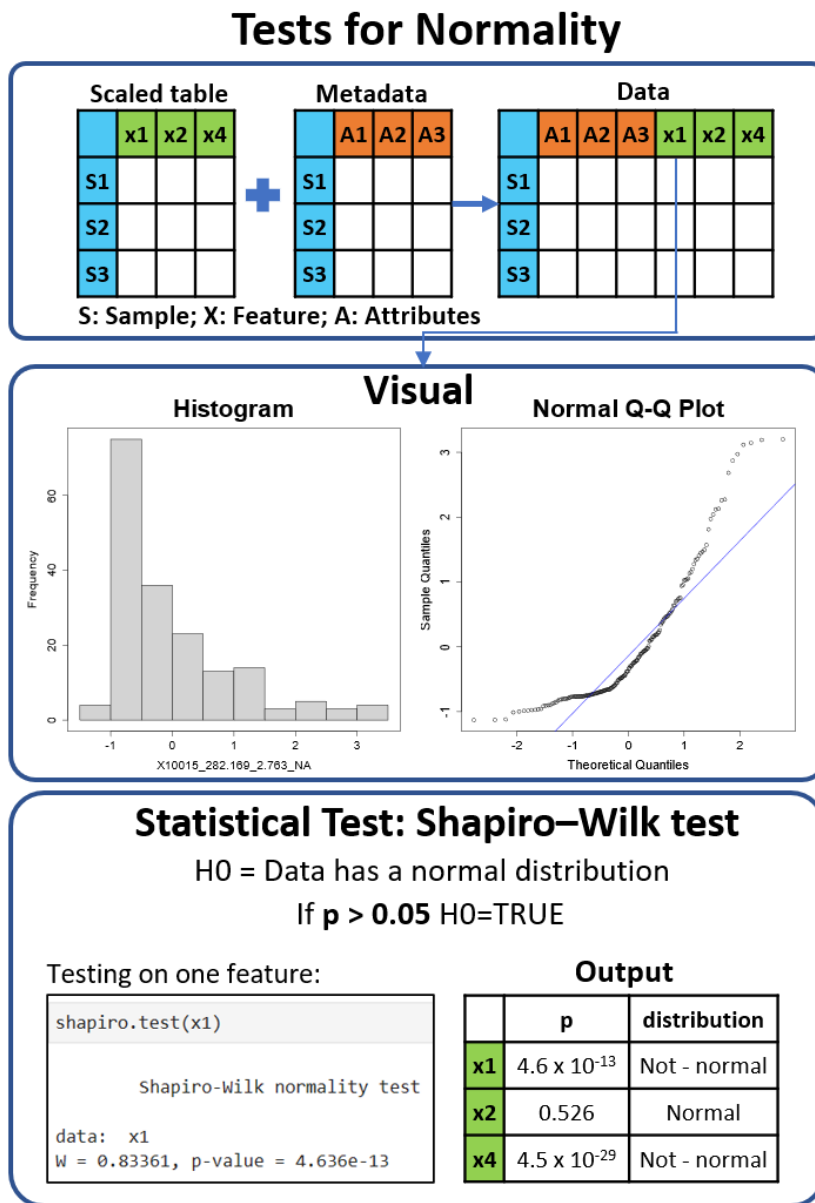 Tests for Normality
Scaled table
Metadata
Data
x1 x2 x4
A1 A2 A3
A1 A2 A3 x1 x2 x4
S1
S2
S3
S1
S2
S3
S1
S2
S3
S: Sample; X: Feature; A: Attributes
Visual
Histogram
Frequency
0 20 40 60
-1 0 1 2 3
X10015_282.169_2.763_NA
Normal Q-Q Plot
Sample Quantiles
-1 0 1 2 3
-2 -1 0 1 2
Theoretical Quantiles
Statistical Test: Shapiro–Wilk test
H0 = Data has a normal distribution
If p > 0.05 H0=TRUE
Testing on one feature:
shapiro.test(x1)
Shapiro-Wilk normality test
data: x1
W = 0.83361, p-value = 4.636e-13
Output
p distribution
x1 4.6 x 10⁻¹³ Not - normal
x2 0.526 Normal
x4 4.5 x 10⁻²⁹ Not - normal